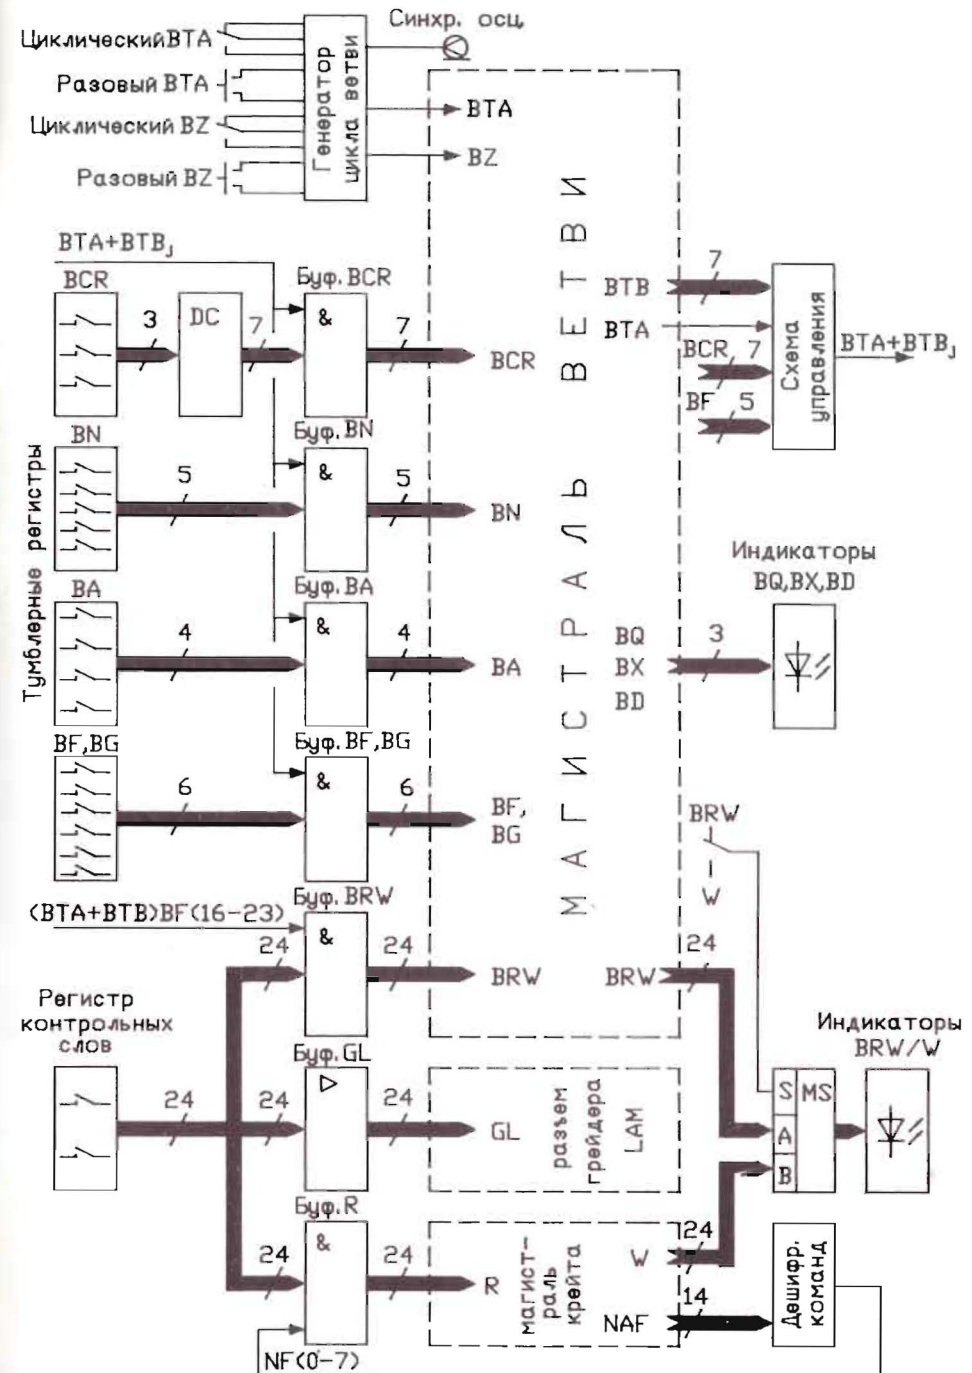 Синхр. осц.
Циклический BTA
Разовый BTA
Циклический BZ
Разовый BZ
Генератор
цикла ветви
BTA
BZ
МАГИСТРАЛЬ ВЕТВИ
BTA+BTBJ
BCR
3
DC
7
Буф. BCR
&
7
BCR
BTB
7
BTA
BCR
7
BF
5
Схема
управления
BTA+BTBJ
Тумблерные регистры
BN
5
Буф. BN
&
5
BN
BA
4
Буф. BA
&
4
BA
BQ
BX
BD
3
Индикаторы
BQ,BX,BD
BF,BG
6
Буф. BF,BG
&
6
BF,
BG
BRW
W
(BTA+BTB)BF(16-23)
24
Буф. BRW
&
24
BRW
BRW
24
Регистр
контрольных
слов
24
24
Буф. GL
24
GL
разъем
грейдера
LAM
S
MS
A
B
Индикаторы
BRW/W
24
Буф. R
&
24
R
магист-
раль
крейта
W
24
NAF
14
Дешифр.
команд
NF(0-7)